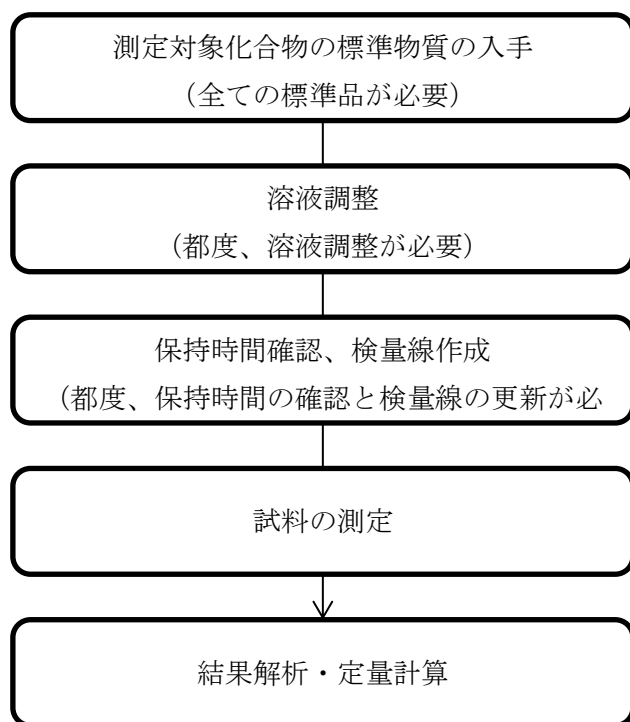 測定対象化合物の標準物質の入手
（全ての標準品が必要）
溶液調整
（都度、溶液調整が必要）
保持時間確認、検量線作成
（都度、保持時間の確認と検量線の更新が必
試料の測定
結果解析・定量計算